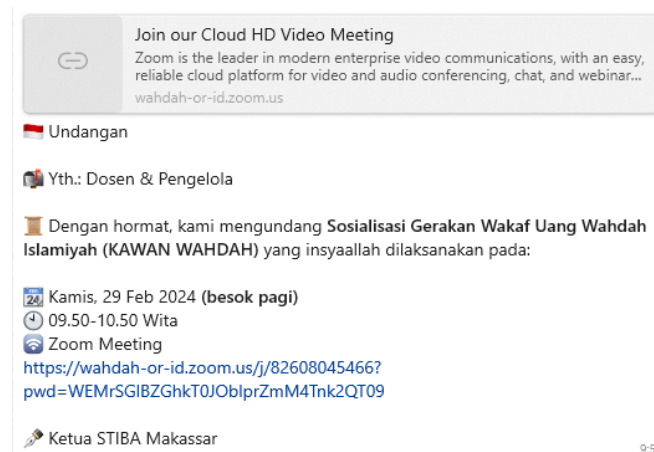 Join our Cloud HD Video Meeting
Zoom is the leader in modern enterprise video communications, with an easy,
reliable cloud platform for video and audio conferencing, chat, and webinar...
wahdah-or-id.zoom.us
🇮🇩 Undangan
📬 Yth.: Dosen & Pengelola
📜 Dengan hormat, kami mengundang Sosialisasi Gerakan Wakaf Uang Wahdah
Islamiyah (KAWAN WAHDAH) yang insyaallah dilaksanakan pada:
📆 Kamis, 29 Feb 2024 (besok pagi)
🕙 09.50-10.50 Wita
🛜 Zoom Meeting
https://wahdah-or-id.zoom.us/j/82608045466?
pwd=WEMrSGlBZGhkT0JOblprZmM4Tnk2QT09
🖋 Ketua STIBA Makassar